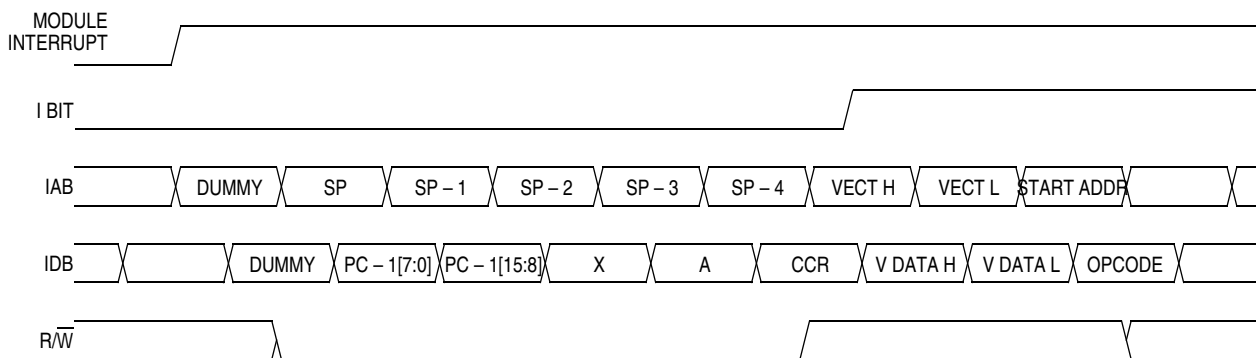 MODULE
INTERRUPT
I BIT
IAB DUMMY SP SP – 1 SP – 2 SP – 3 SP – 4 VECT H VECT L START ADDR
IDB DUMMY PC – 1[7:0] PC – 1[15:8] X A CCR V DATA H V DATA L OPCODE
R/W̅